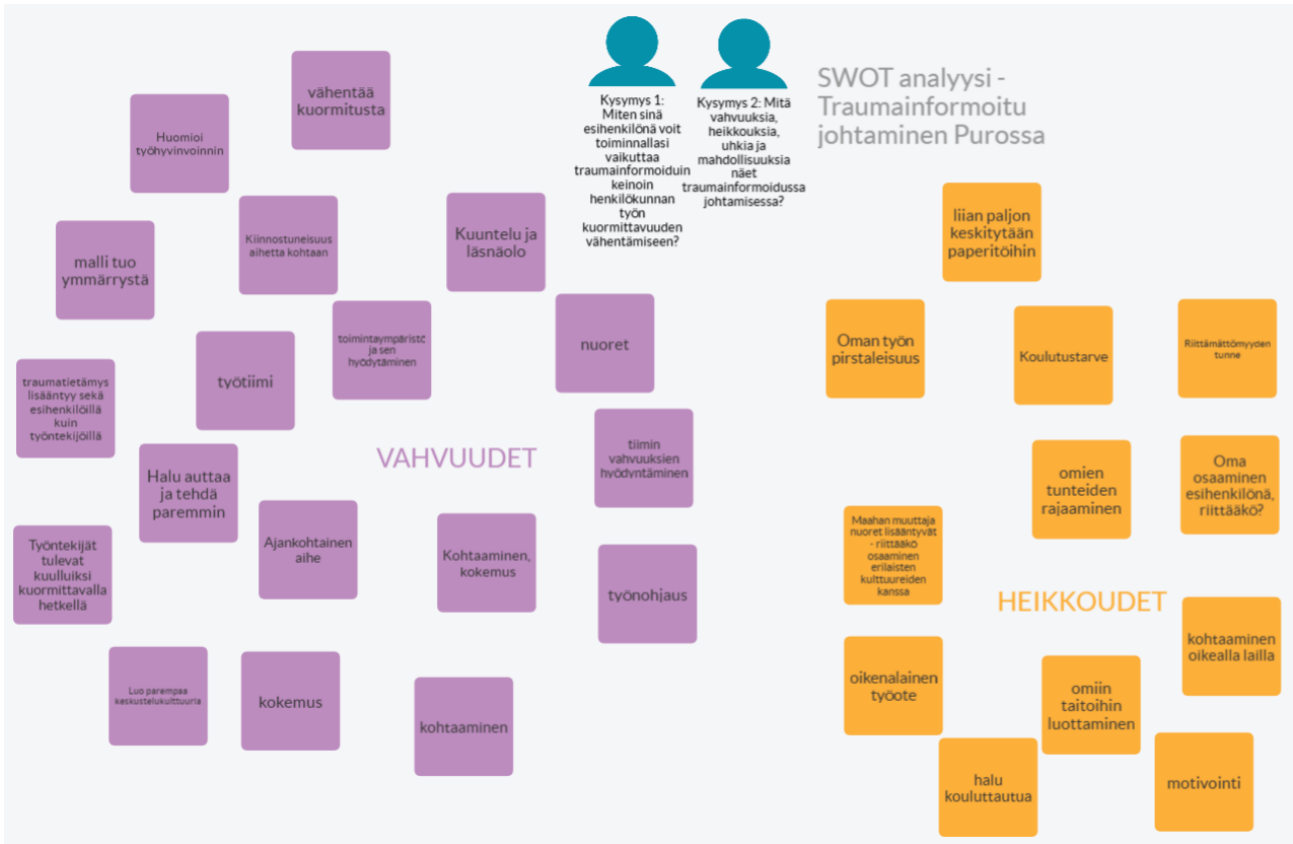 vähentää
kuormitusta
Huomioi
työhyvinvoinnin
malli tuo
ymmärrystä
Kiinnostuneisuus
aihetta kohtaan
Kuuntelu ja
läsnäolo
toimintaympäristö
ja sen
hyödytäminen
nuoret
työtiimi
traumatietämys
lisääntyy sekä
esihenkilöillä
kuin
työntekijöillä
VAHVUUDET
tiimin
vahvuuksien
hyödyntäminen
Halu auttaa
ja tehdä
paremmin
Ajankohtainen
aihe
Kohtaaminen,
kokemus
Työntekijät
tulevat
kuulluiksi
kuormittavalla
hetkellä
työnohjaus
Luo parempaa
keskustelukulttuuria
kokemus
kohtaaminen
Kysymys 1:
Miten sinä
esihenkilönä voit
toiminnallasi
vaikuttaa
traumainformoiduin
keinoin
henkilökunnan
työn
kuormittavuuden
vähentämiseen?
Kysymys 2: Mitä
vahvuuksia,
heikkouksia,
uhkia ja
mahdollisuuksia
näet
traumainformoidussa
johtamisessa?
SWOT analyysi -
Traumainformoitu
johtaminen Purossa
liian paljon
keskitytään
paperitöihin
Oman työn
pirstaleisuus
Koulutustarve
Riittämättömyyden
tunne
omien
tunteiden
rajaaminen
Oma
osaaminen
esihenkilönä,
riittääkö?
Maahan muuttaja
nuoret lisääntyvät
- riittääkö
osaaminen
erilaisten
kulttuureiden
kanssa
HEIKKOUDET
kohtaaminen
oikealla lailla
oikenalainen
työote
omiin
taitoihin
luottaminen
halu
kouluttautua
motivointi